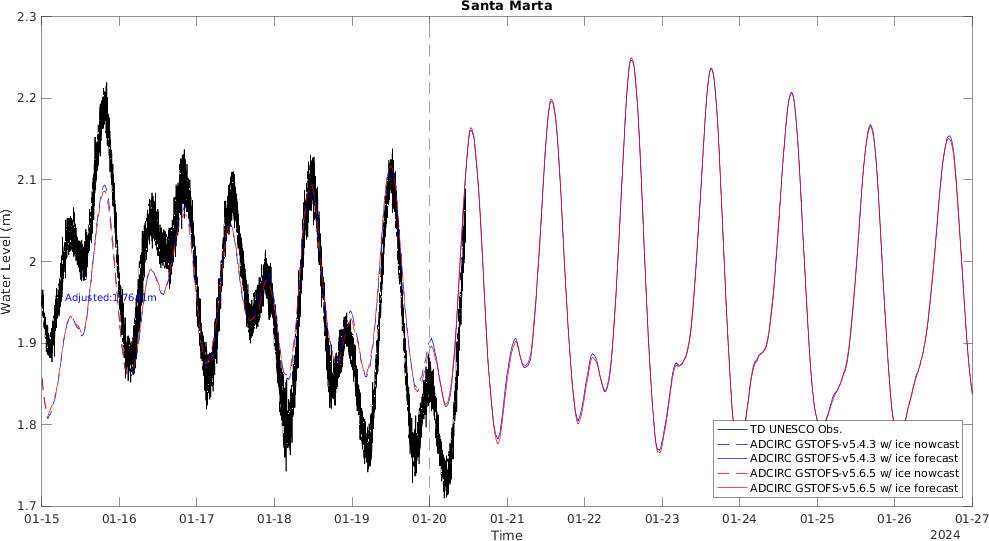 Santa Marta
2.3
2.2
2.1
2
1.9
1.8
1.7
Water Level (m)
01-15
01-16
01-17
01-18
01-19
01-20
01-21
01-22
01-23
01-24
01-25
01-26
01-27
2024
Time
TD UNESCO Obs.
ADCIRC GSTOFS-v5.4.3 w/ ice nowcast
ADCIRC GSTOFS-v5.4.3 w/ ice forecast
ADCIRC GSTOFS-v5.6.5 w/ ice nowcast
ADCIRC GSTOFS-v5.6.5 w/ ice forecast